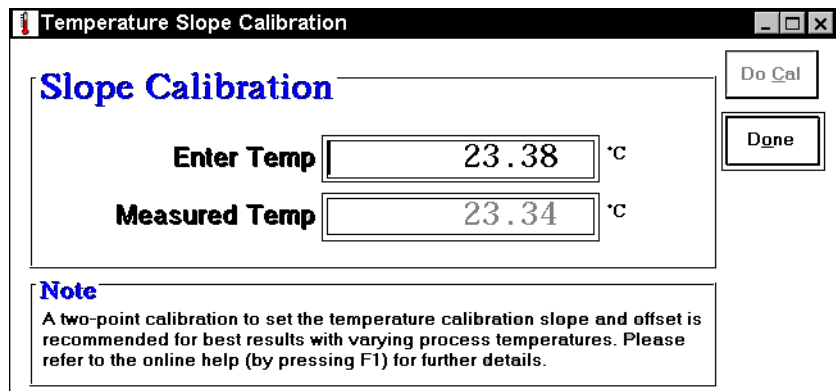 Temperature Slope Calibration
Slope Calibration
Do Cal
Enter Temp 23.38 °C
Done
Measured Temp 23.34 °C
Note
A two-point calibration to set the temperature calibration slope and offset is
recommended for best results with varying process temperatures. Please
refer to the online help (by pressing F1) for further details.